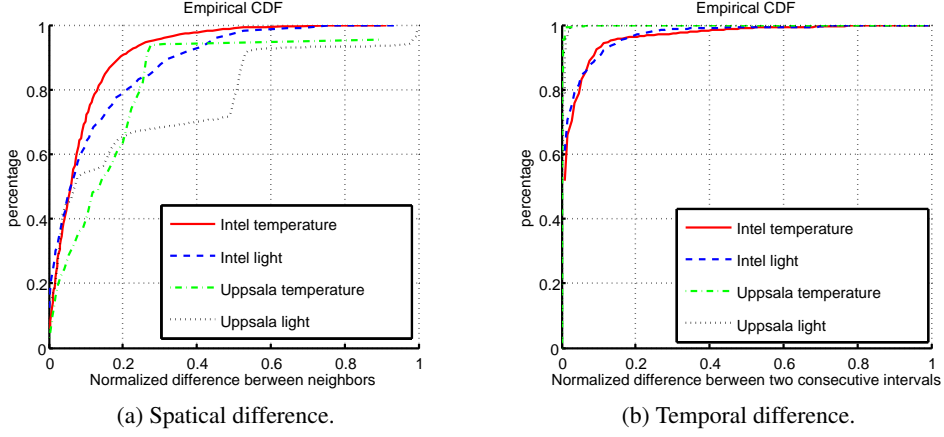 Empirical CDF
1
0.8
0.6
0.4
0.2
0
percentage
Intel temperature
Intel light
Uppsala temperature
Uppsala light
0 0.2 0.4 0.6 0.8 1
Normalized difference berween neighbors
(a) Spatical difference.
Empirical CDF
1
0.8
0.6
0.4
0.2
0
percentage
Intel temperature
Intel light
Uppsala temperature
Uppsala light
0 0.2 0.4 0.6 0.8 1
Normalized difference between two consecutive intervals
(b) Temporal difference.